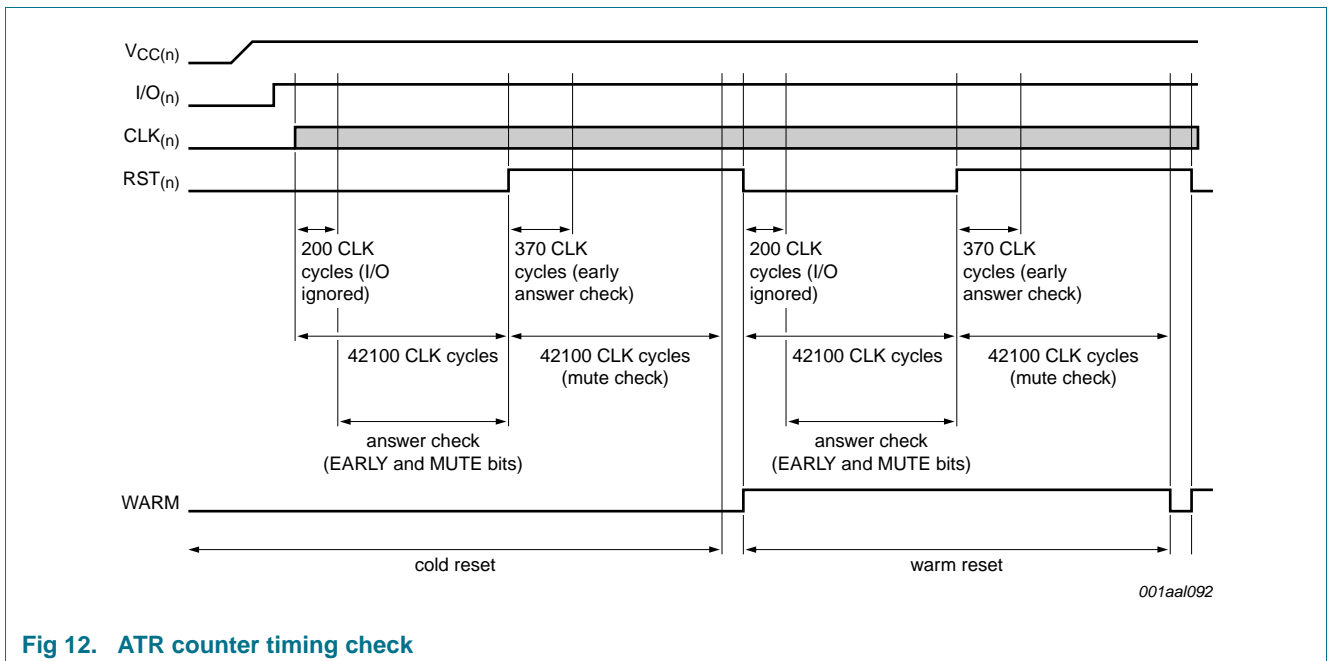 VCC(n)
I/O(n)
CLK(n)
RST(n)
200 CLK
cycles (I/O
ignored)
370 CLK
cycles (early
answer check)
200 CLK
cycles (I/O
ignored)
370 CLK
cycles (early
answer check)
42100 CLK cycles
42100 CLK cycles
(mute check)
42100 CLK cycles
42100 CLK cycles
(mute check)
answer check
(EARLY and MUTE bits)
answer check
(EARLY and MUTE bits)
WARM
cold reset
warm reset
001aal092
Fig 12. ATR counter timing check